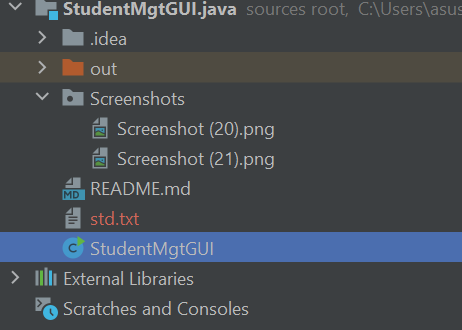 StudentMgtGUI.java sources root, C:\Users\asus
.idea
out
Screenshots
Screenshot (20).png
Screenshot (21).png
MD README.md
std.txt
C StudentMgtGUI
External Libraries
Scratches and Consoles